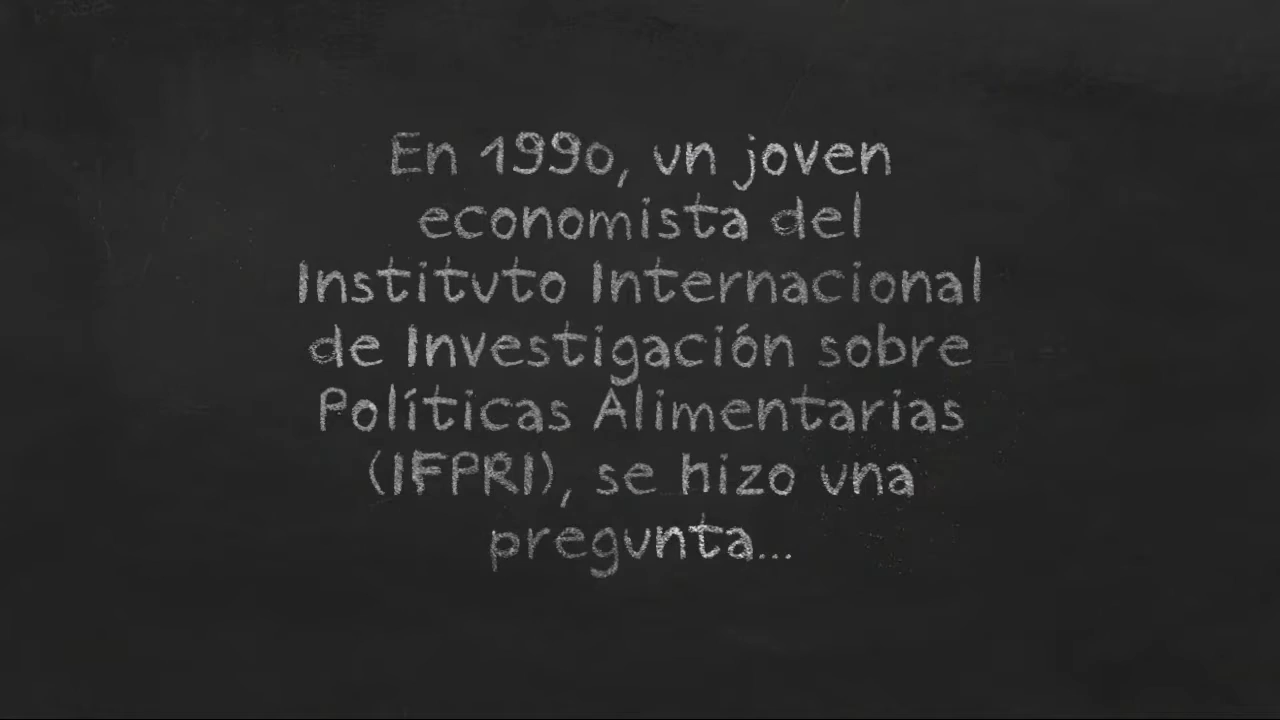 En 1990, un joven
economista del
Instituto Internacional
de Investigación sobre
Políticas Alimentarias
(IFPRI), se hizo una
pregunta...